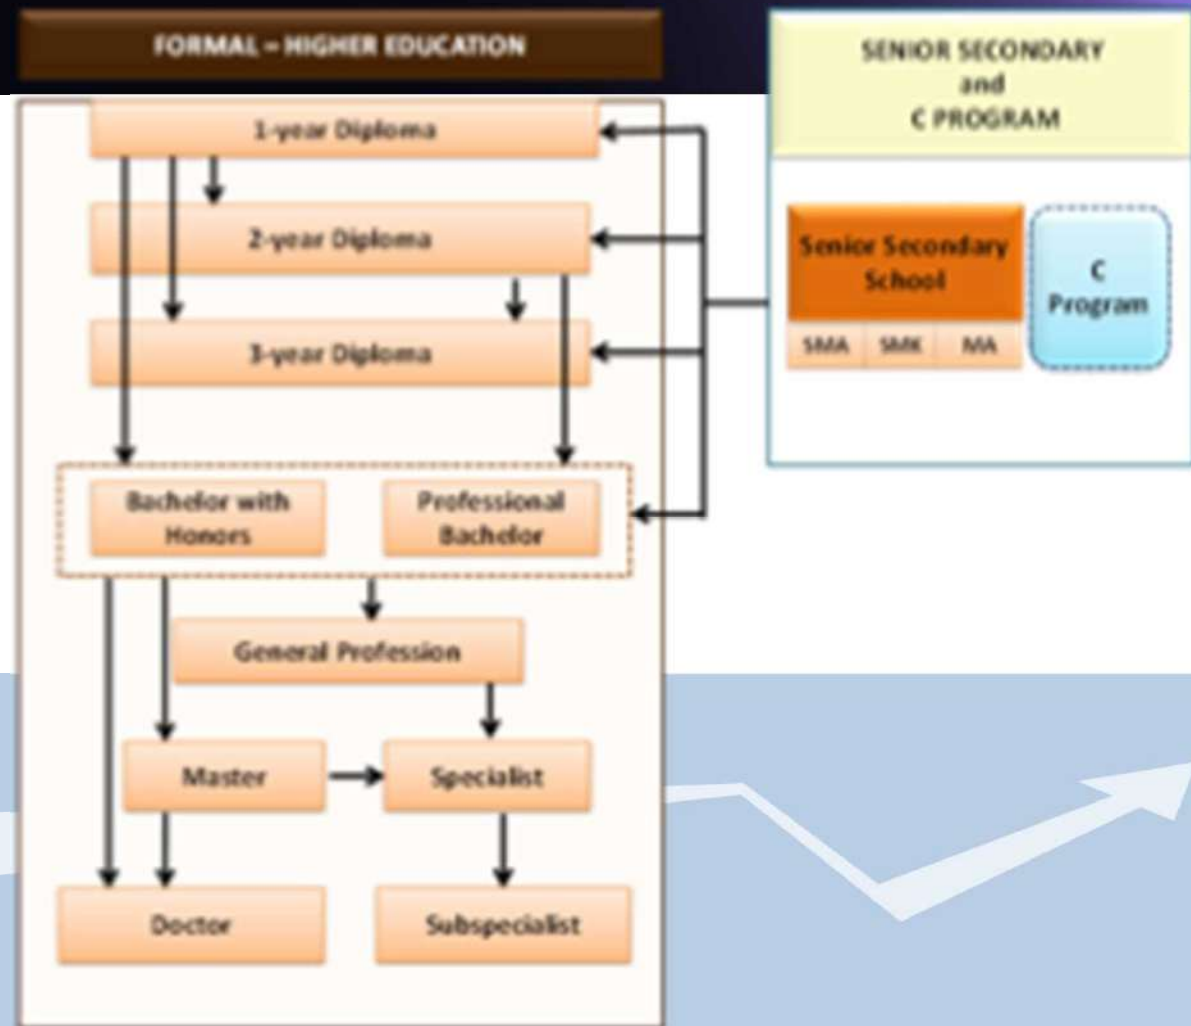 FORMAL – HIGHER EDUCATION
1-year Diploma
2-year Diploma
3-year Diploma
Bachelor with
Honors
Professional
Bachelor
General Profession
Master
Specialist
Doctor
Subspecialist
SENIOR SECONDARY
and
C PROGRAM
Senior Secondary
School
SMA SMK MA
C
Program